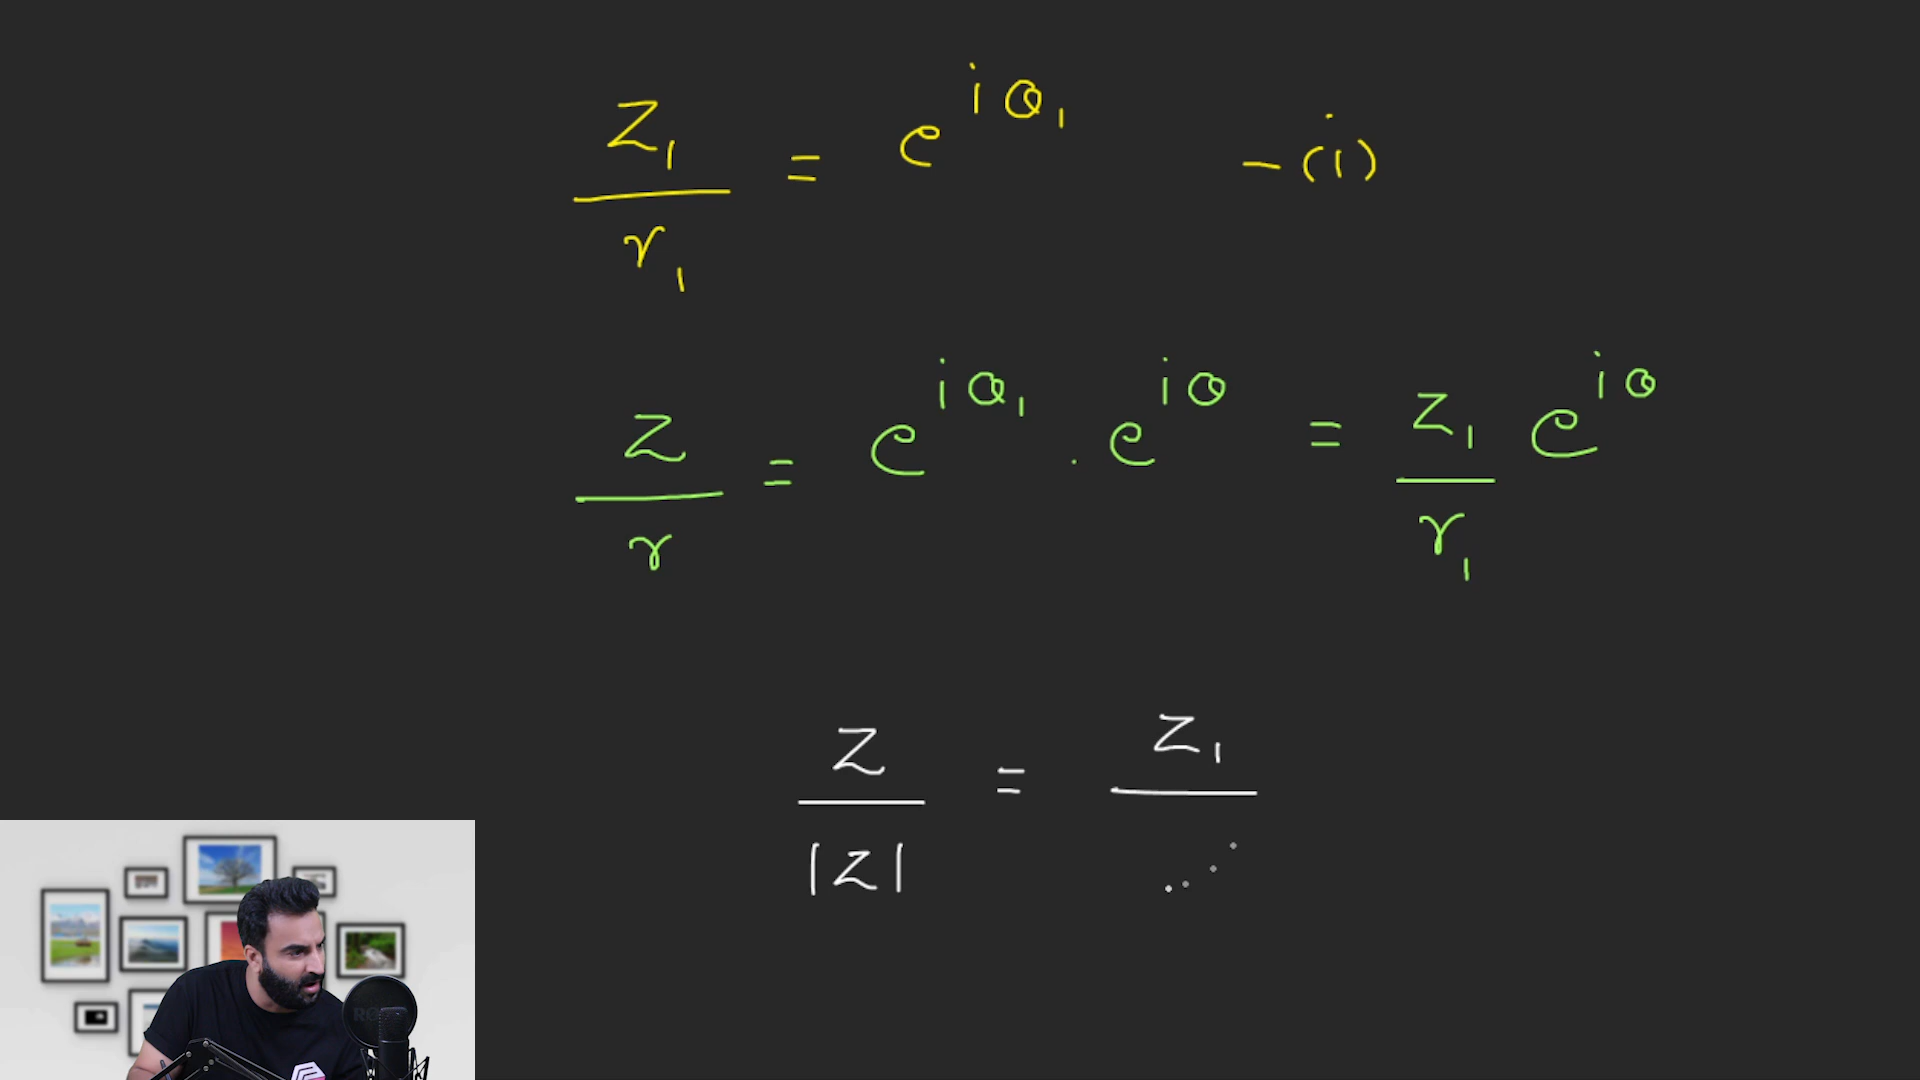 Z₁/r₁ = e^{iθ₁} — (i)
Z/r = e^{iθ₁} · e^{iθ} = Z₁/r₁ e^{iθ}
Z/|Z| = Z₁/